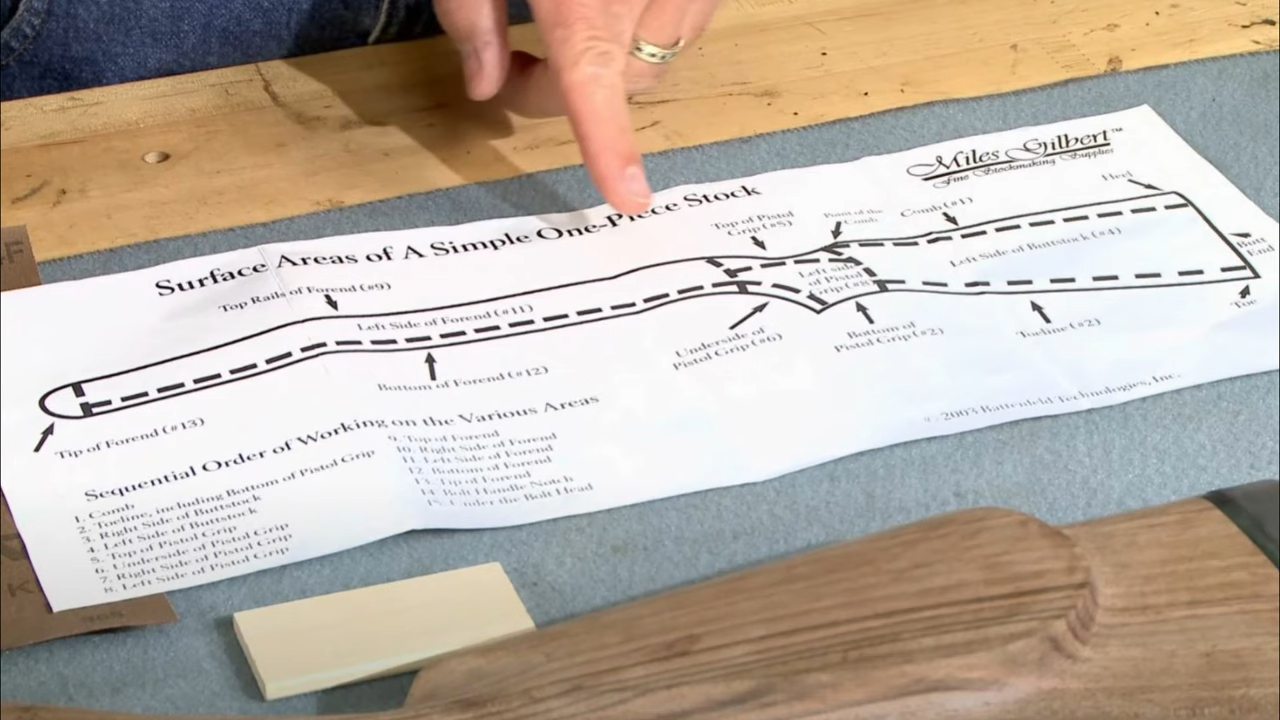 Miles Gilbert™
Fine Stockmaking Supplies
Surface Areas of A Simple One-Piece Stock
Heel
Comb (#1)
Point of the
Comb
Top of Pistol
Grip (#5)
Top Rails of Forend (#9)
Left Side of Buttstock (#4)
Butt
End
Left side
of Pistol
Grip (#8)
Left Side of Forend (#11)
Toe
Toeline (#2)
Bottom of
Pistol Grip (#2)
Underside of
Pistol Grip (#6)
Bottom of Forend (#12)
Tip of Forend (#13)
© 2003 Battenfeld Technologies, Inc.
Sequential Order of Working on the Various Areas
1. Comb
2. Toeline, including Bottom of Pistol Grip
3. Right Side of Buttstock
4. Left Side of Buttstock
5. Top of Pistol Grip
6. Underside of Pistol Grip
7. Right Side of Pistol Grip
8. Left Side of Pistol Grip
9. Top of Forend
10. Right Side of Forend
11. Left Side of Forend
12. Bottom of Forend
13. Tip of Forend
14. Bolt Handle Notch
15. Under the Bolt Head